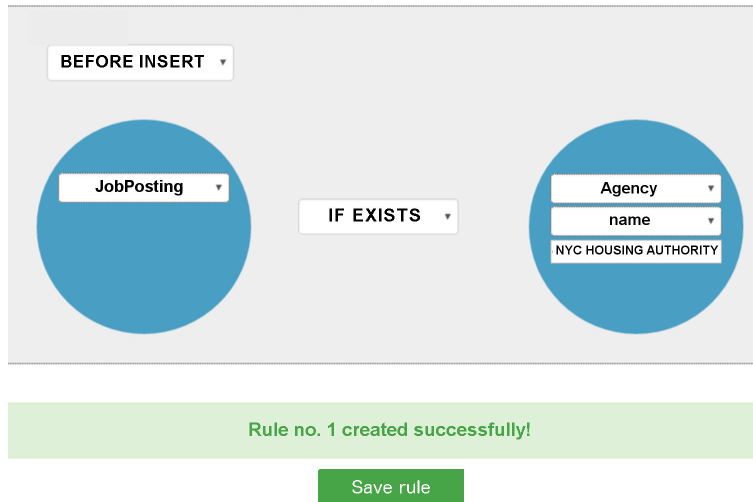 BEFORE INSERT
JobPosting
IF EXISTS
Agency
name
NYC HOUSING AUTHORITY
Rule no. 1 created successfully!
Save rule